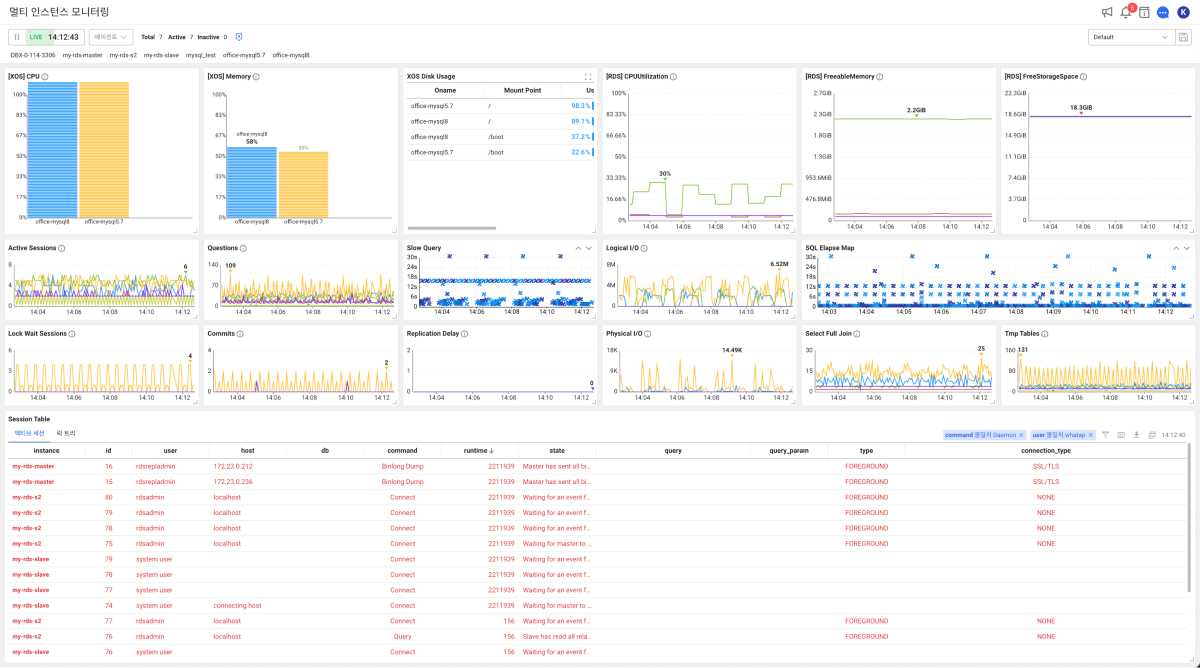 멀티 인스턴스 모니터링
6
K
LIVE 14:12:43 에이전트 Total 7 Active 7 Inactive 0
Default
DBX-0-114-3306 my-rds-master my-rds-s2 my-rds-slave mysql_test office-mysql5.7 office-mysql8
[XOS] CPU
100%
83%
67%
50%
33%
17%
0%
office-mysql8 office-mysql5.7
[XOS] Memory
100%
83%
67%
50%
33%
17%
0%
office-mysql8
58%
55%
office-mysql8 office-mysql5.7
XOS Disk Usage
Oname Mount Point Us
office-mysql5.7 / 98.3%
office-mysql8 / 89.1%
office-mysql8 /boot 37.2%
office-mysql5.7 /boot 22.6%
[RDS] CPUUtilization
100%
83.33%
66.66%
50%
33.33%
16.66%
0%
30%
14:04 14:06 14:08 14:10 14:12
[RDS] FreeableMemory
2.7GiB
2.3GiB
1.8GiB
1.3GiB
953.6MiB
476.8MiB
0
2.2GiB
14:04 14:06 14:08 14:10 14:12
[RDS] FreeStorageSpace
22.3GiB
18.6GiB
14.9GiB
11.1GiB
7.4GiB
3.7GiB
0
18.3GiB
14:04 14:06 14:08 14:10 14:12
Active Sessions
8
4
0
6
14:04 14:06 14:08 14:10 14:12
Questions
140
70
0
109
14:04 14:06 14:08 14:10 14:12
Slow Query
30s
24s
18s
12s
6s
0
14:04 14:06 14:08 14:10 14:12
Logical I/O
8M
4M
0
6.52M
14:04 14:06 14:08 14:10 14:12
SQL Elapse Map
30s
24s
18s
12s
6s
0
14:03 14:04 14:05 14:06 14:07 14:08 14:09 14:10 14:11 14:12
Lock Wait Sessions
6
3
0
4
14:04 14:06 14:08 14:10 14:12
Commits
4
2
0
2
14:04 14:06 14:08 14:10 14:12
Replication Delay
2
1
0
0
14:04 14:06 14:08 14:10 14:12
Physical I/O
18K
9K
0
14.49K
14:04 14:06 14:08 14:10 14:12
Select Full Join
30
15
0
25
14:04 14:06 14:08 14:10 14:12
Tmp Tables
160
80
0
131
14:04 14:06 14:08 14:10 14:12
Session Table
액티브 세션 락 트리
command 불일치 Daemon × user 불일치 whatap × 14:12:40
instance id user host db command runtime ↓ state query query_param type connection_type
my-rds-master 16 rdsrepladmin 172.23.0.212 Binlong Dump 2211939 Master has sent all bi... FOREGROUND SSL/TLS
my-rds-master 15 rdsrepladmin 172.23.0.236 Binlong Dump 2211939 Master has sent all bi... FOREGROUND SSL/TLS
my-rds-s2 80 rdsadmin localhost Connect 2211939 Waiting for an event f... FOREGROUND NONE
my-rds-s2 79 rdsadmin localhost Connect 2211939 Waiting for an event f... FOREGROUND NONE
my-rds-s2 78 rdsadmin localhost Connect 2211939 Waiting for an event f... FOREGROUND NONE
my-rds-s2 75 rdsadmin localhost Connect 2211939 Waiting for master to ... FOREGROUND NONE
my-rds-slave 79 system user Connect 2211939 Waiting for an event f...
my-rds-slave 78 system user Connect 2211939 Waiting for an event f...
my-rds-slave 77 system user Connect 2211939 Waiting for an event f...
my-rds-slave 74 system user connecting host Connect 2211939 Waiting for master to ...
my-rds-s2 77 rdsadmin localhost Connect 156 Waiting for an event f... FOREGROUND NONE
my-rds-s2 76 rdsadmin localhost Query 156 Slave has read all rela... FOREGROUND NONE
my-rds-slave 76 system user Connect 156 Waiting for an event f...